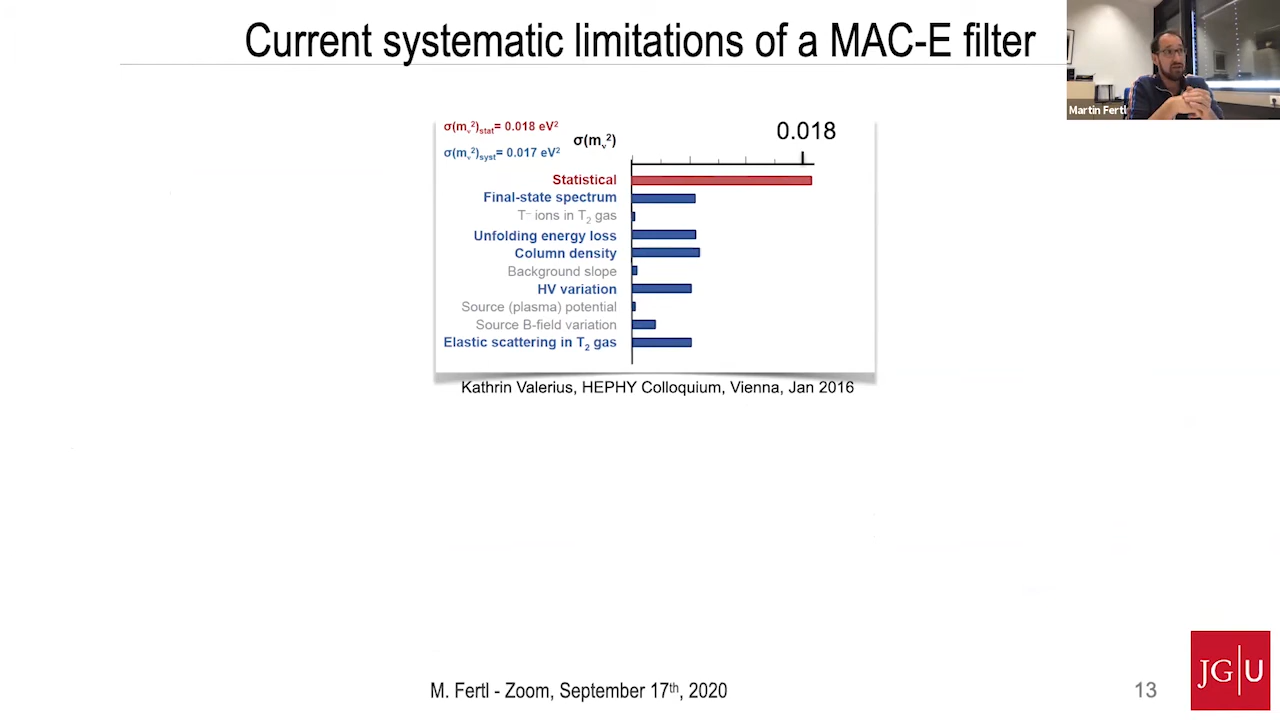 Current systematic limitations of a MAC-E filter
Martin Fertl
σ(mᵥ²)stat= 0.018 eV²
σ(mᵥ²)syst= 0.017 eV²
σ(mᵥ²)
0.018
Statistical
Final-state spectrum
T⁻ ions in T₂ gas
Unfolding energy loss
Column density
Background slope
HV variation
Source (plasma) potential
Source B-field variation
Elastic scattering in T₂ gas
Kathrin Valerius, HEPHY Colloquium, Vienna, Jan 2016
M. Fertl - Zoom, September 17th, 2020
13
JG|U